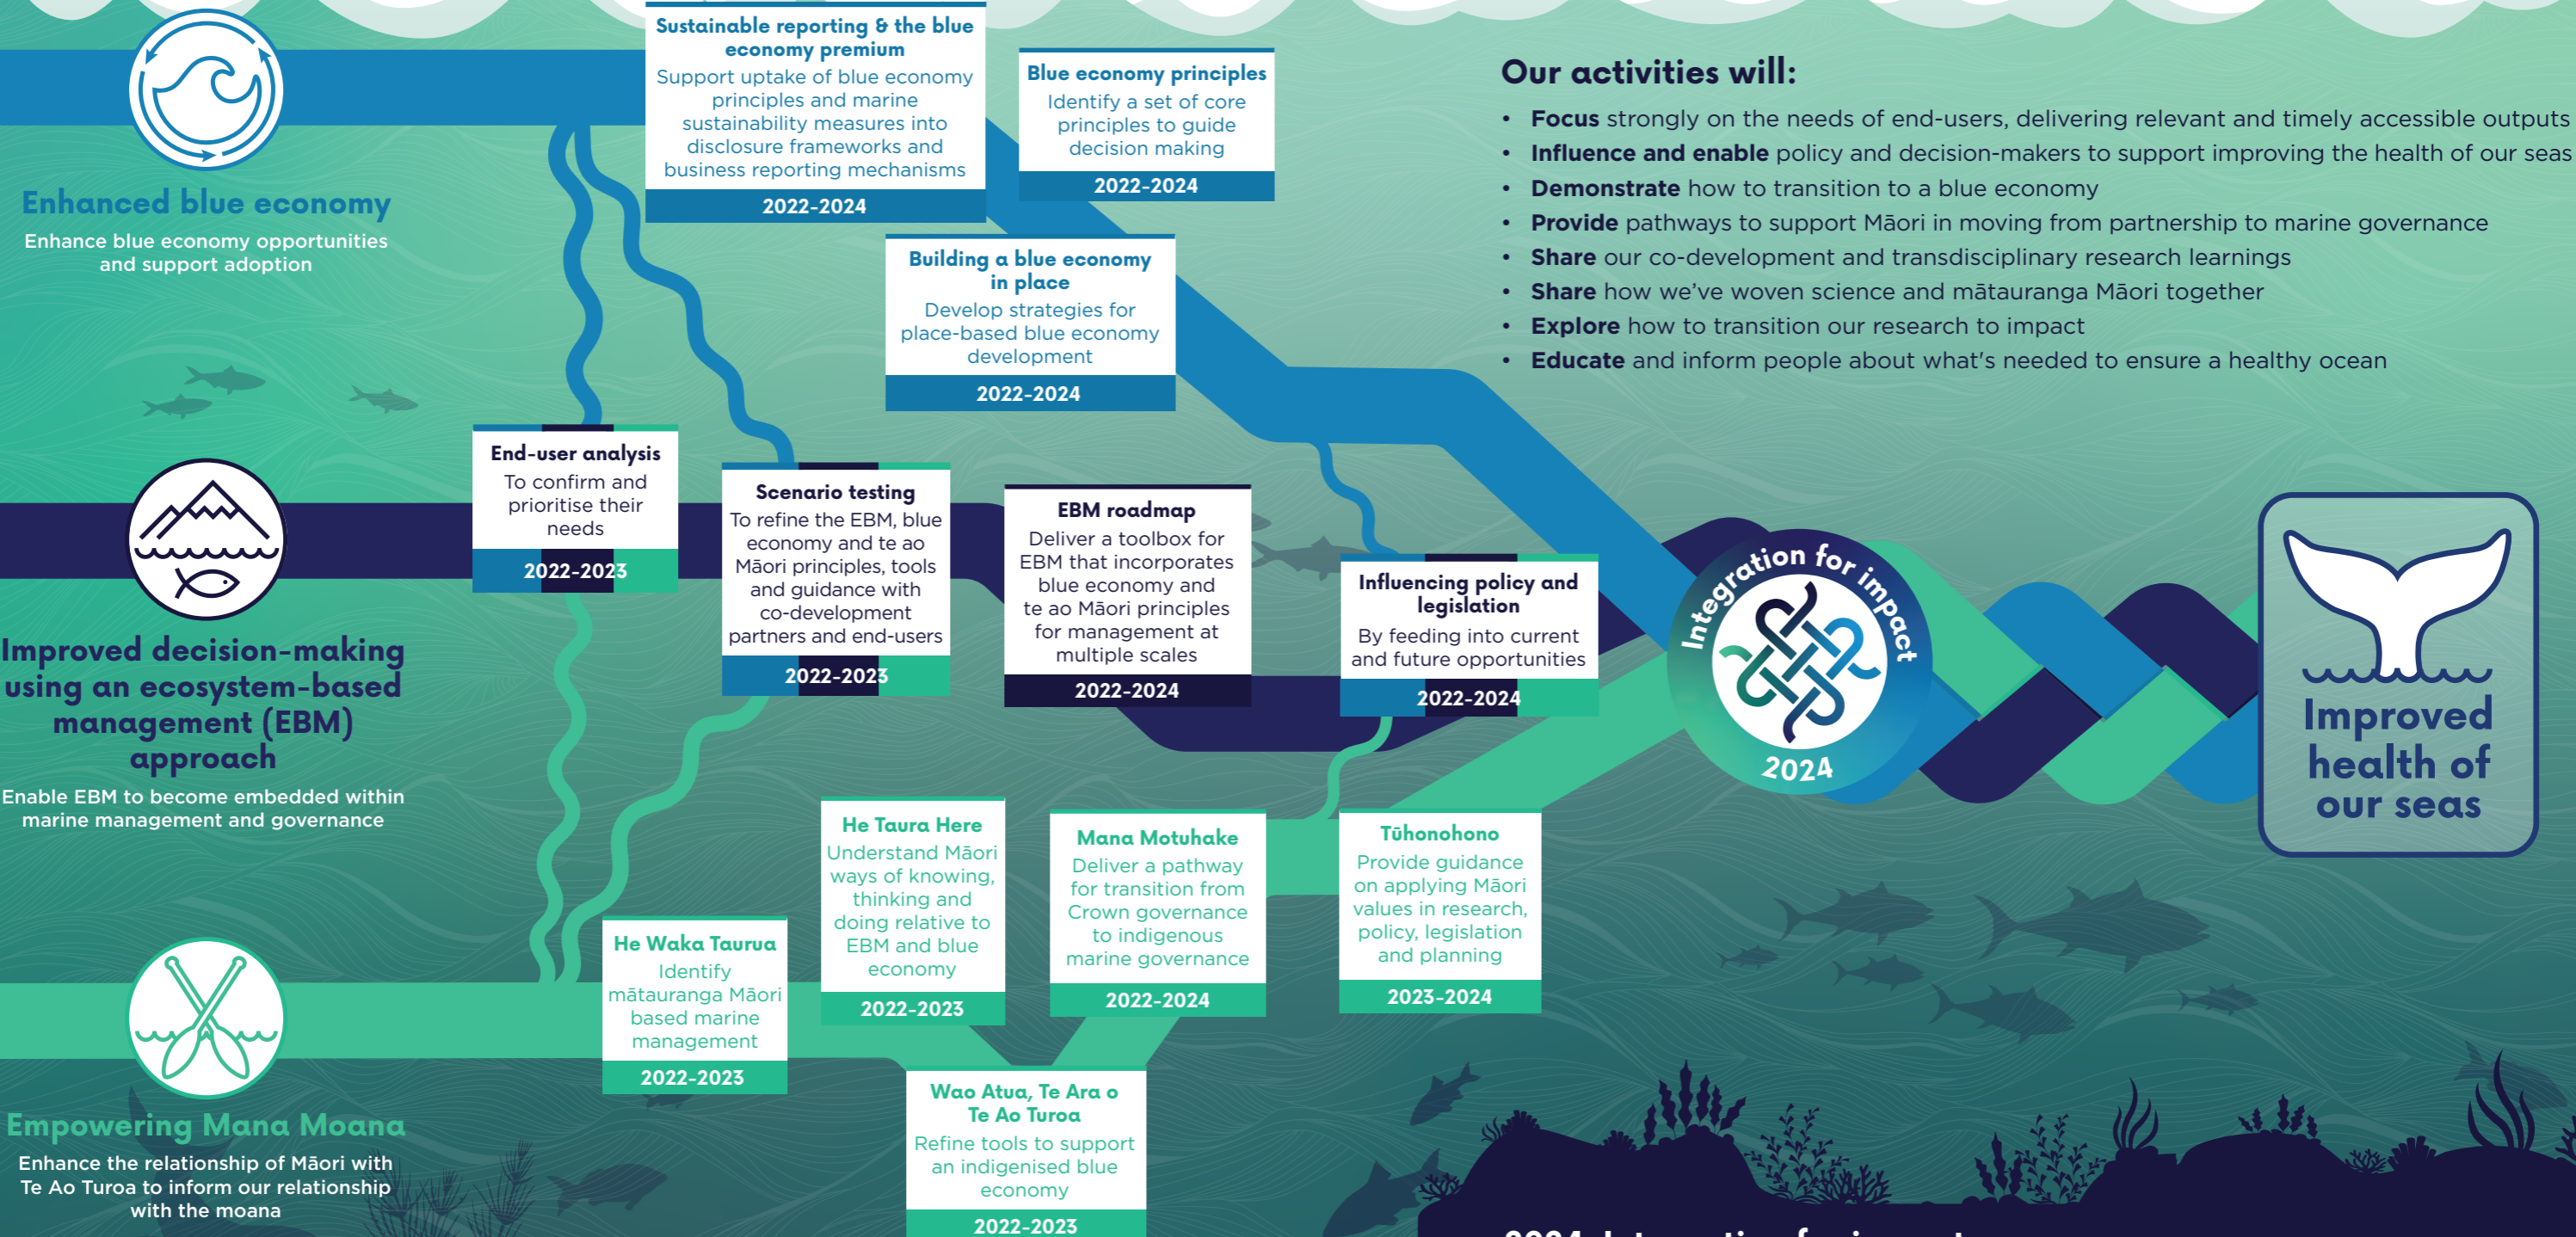 Sustainable reporting & the blue
economy premium
Support uptake of blue economy
principles and marine
sustainability measures into
disclosure frameworks and
business reporting mechanisms
2022-2024
Blue economy principles
Identify a set of core
principles to guide
decision making
2022-2024
Our activities will:
• Focus strongly on the needs of end-users, delivering relevant and timely accessible outputs
• Influence and enable policy and decision-makers to support improving the health of our seas
• Demonstrate how to transition to a blue economy
• Provide pathways to support Māori in moving from partnership to marine governance
• Share our co-development and transdisciplinary research learnings
• Share how we've woven science and mātauranga Māori together
• Explore how to transition our research to impact
• Educate and inform people about what's needed to ensure a healthy ocean
Enhanced blue economy
Enhance blue economy opportunities
and support adoption
Building a blue economy
in place
Develop strategies for
place-based blue economy
development
2022-2024
End-user analysis
To confirm and
prioritise their
needs
2022-2023
Scenario testing
To refine the EBM, blue
economy and te ao
Māori principles, tools
and guidance with
co-development
partners and end-users
2022-2023
EBM roadmap
Deliver a toolbox for
EBM that incorporates
blue economy and
te ao Māori principles
for management at
multiple scales
2022-2024
Influencing policy and
legislation
By feeding into current
and future opportunities
2022-2024
Integration for impact
2024
Improved
health of
our seas
Improved decision-making
using an ecosystem-based
management (EBM)
approach
Enable EBM to become embedded within
marine management and governance
He Waka Taurua
Identify
mātauranga Māori
based marine
management
2022-2023
He Taura Here
Understand Māori
ways of knowing,
thinking and
doing relative to
EBM and blue
economy
2022-2023
Mana Motuhake
Deliver a pathway
for transition from
Crown governance
to indigenous
marine governance
2022-2024
Tūhonohono
Provide guidance
on applying Māori
values in research,
policy, legislation
and planning
2023-2024
Empowering Mana Moana
Enhance the relationship of Māori with
Te Ao Turoa to inform our relationship
with the moana
Wao Atua, Te Ara o
Te Ao Turoa
Refine tools to support
an indigenised blue
economy
2022-2023
2024: Integration for impact